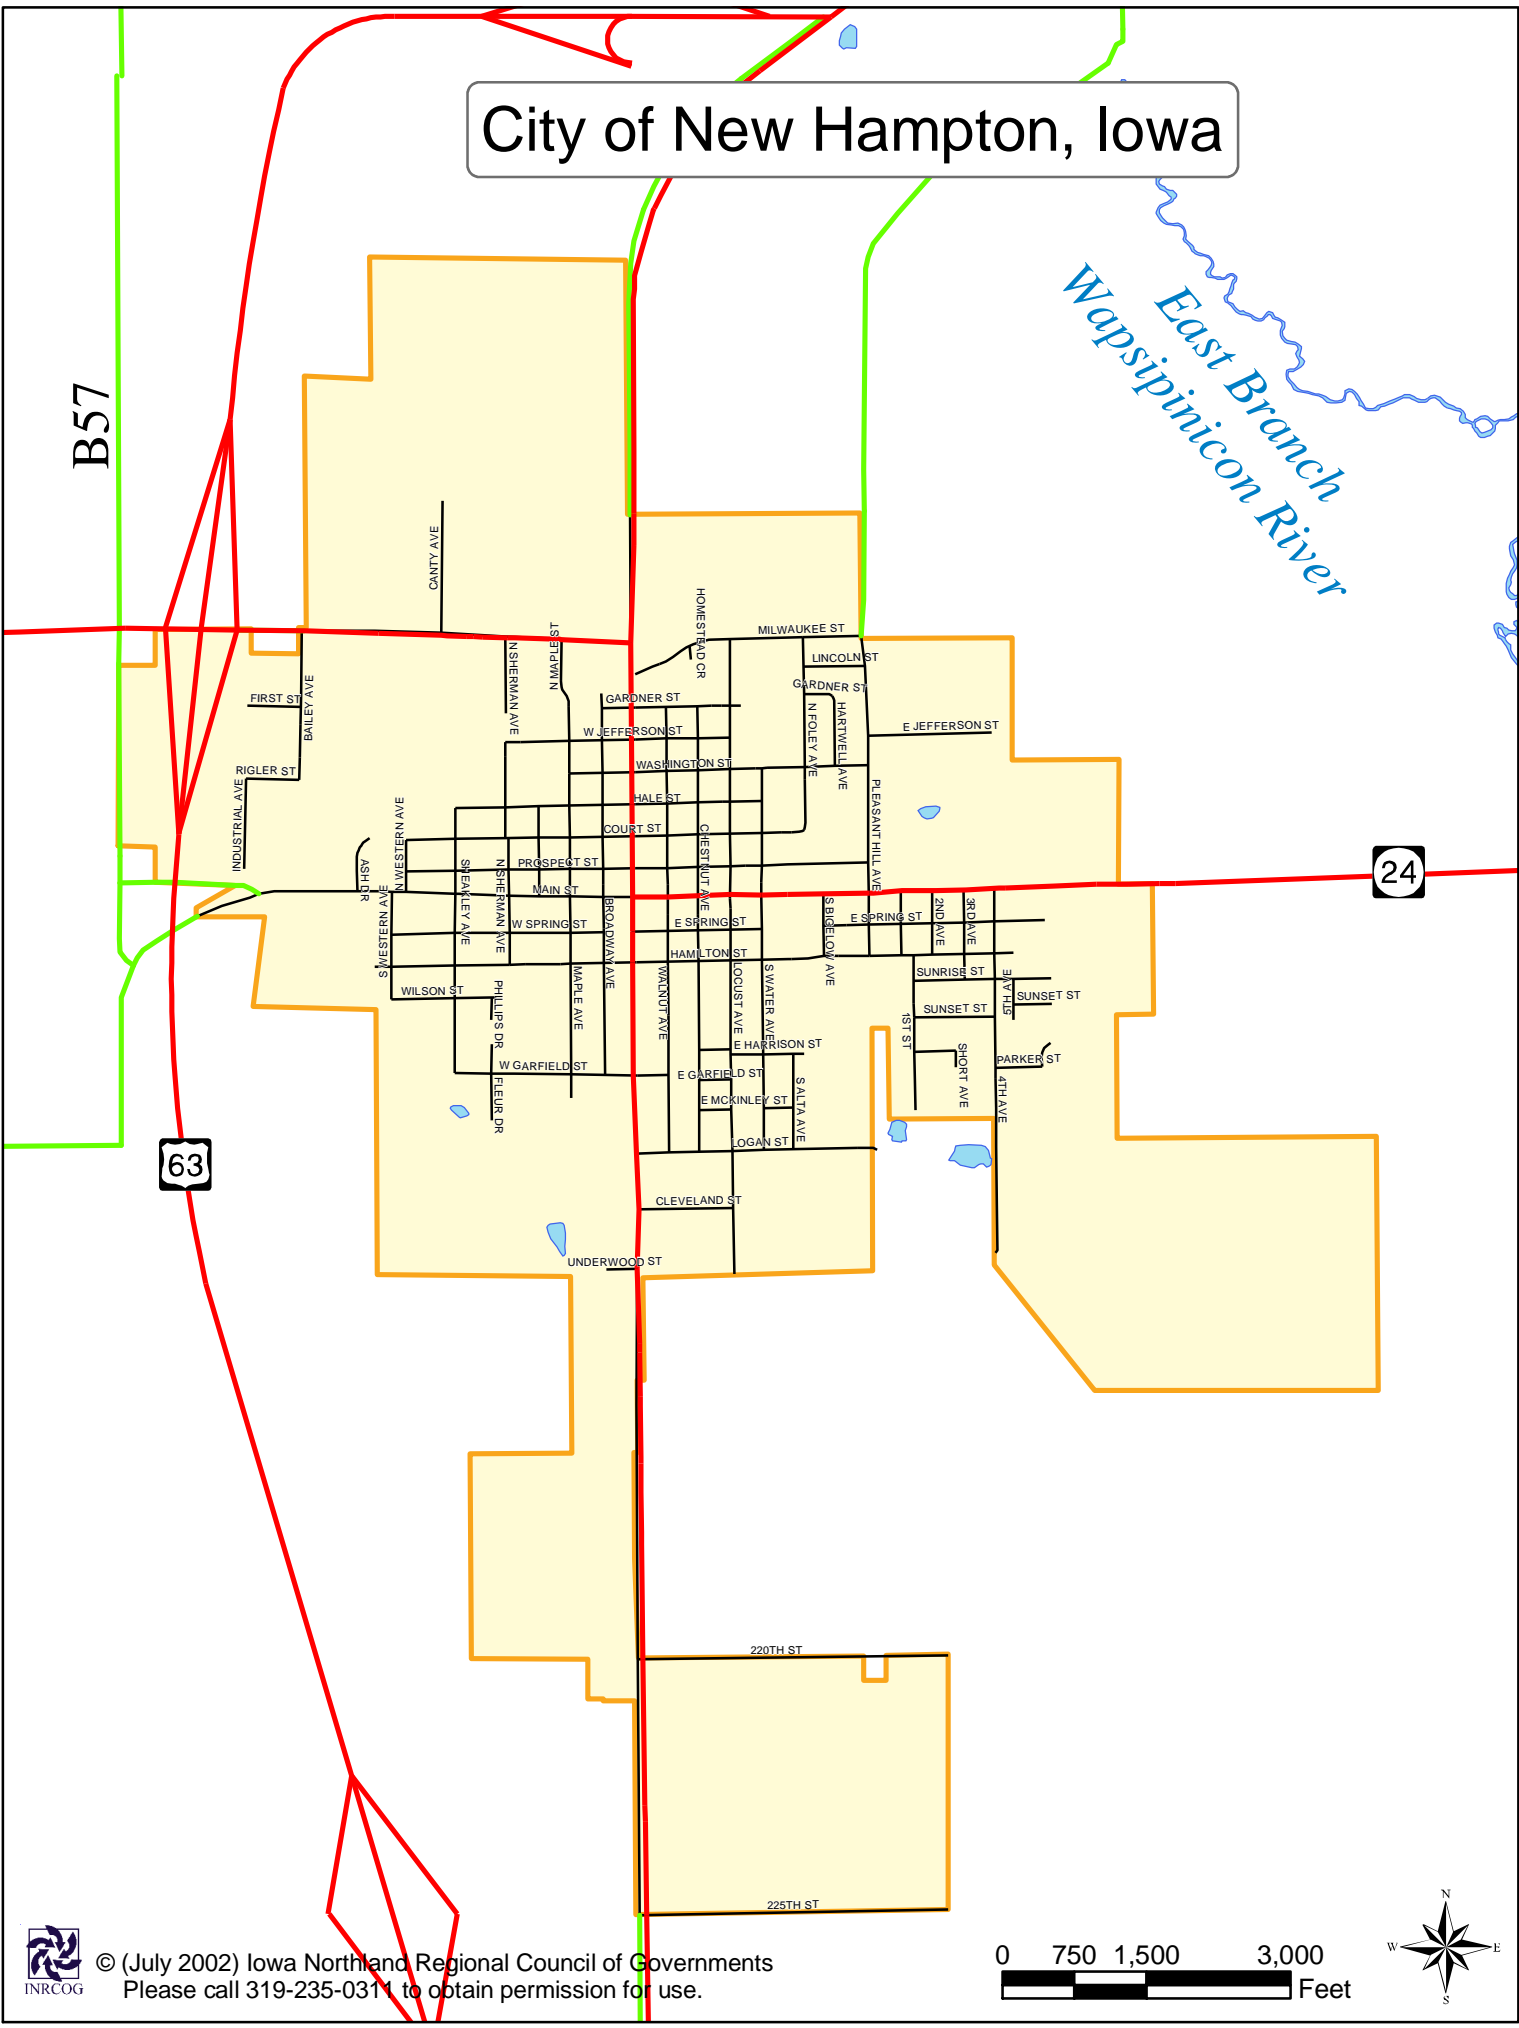 City of New Hampton, Iowa
East Branch
Wapsipinicon River
B57
CANTY AVE
HOMESTEAD CR
MILWAUKEE ST
N SHERMAN AVE
N MAPLE ST
LINCOLN ST
GARDNER ST
FIRST ST
BAILEY AVE
GARDNER ST
N FOLEY AVE
HARTWELL AVE
E JEFFERSON ST
W JEFFERSON ST
WASHINGTON ST
RIGLER ST
INDUSTRIAL AVE
HALE ST
PLEASANT HILL AVE
N WESTERN AVE
COURT ST
CHESTNUT AVE
ASH DR
SHEAKLEY AVE
N SHERMAN AVE
PROSPECT ST
24
MAIN ST
S WESTERN AVE
BROADWAY AVE
W SPRING ST
E SPRING ST
S BIGELOW AVE
E SPRING ST
2ND AVE
3RD AVE
HAMILTON ST
WALNUT AVE
LOCUST AVE
S WATER AVE
MAPLE AVE
SUNRISE ST
5TH AVE
SUNSET ST
WILSON ST
PHILLIPS DR
SUNSET ST
1ST ST
E HARRISON ST
SHORT AVE
PARKER ST
W GARFIELD ST
E GARFIELD ST
FLEUR DR
S ALTA AVE
4TH AVE
E MCKINLEY ST
LOGAN ST
63
CLEVELAND ST
UNDERWOOD ST
220TH ST
225TH ST
INRCOG
© (July 2002) Iowa Northland Regional Council of Governments
Please call 319-235-0311 to obtain permission for use.
0 750 1,500 3,000
Feet
N
W E
S